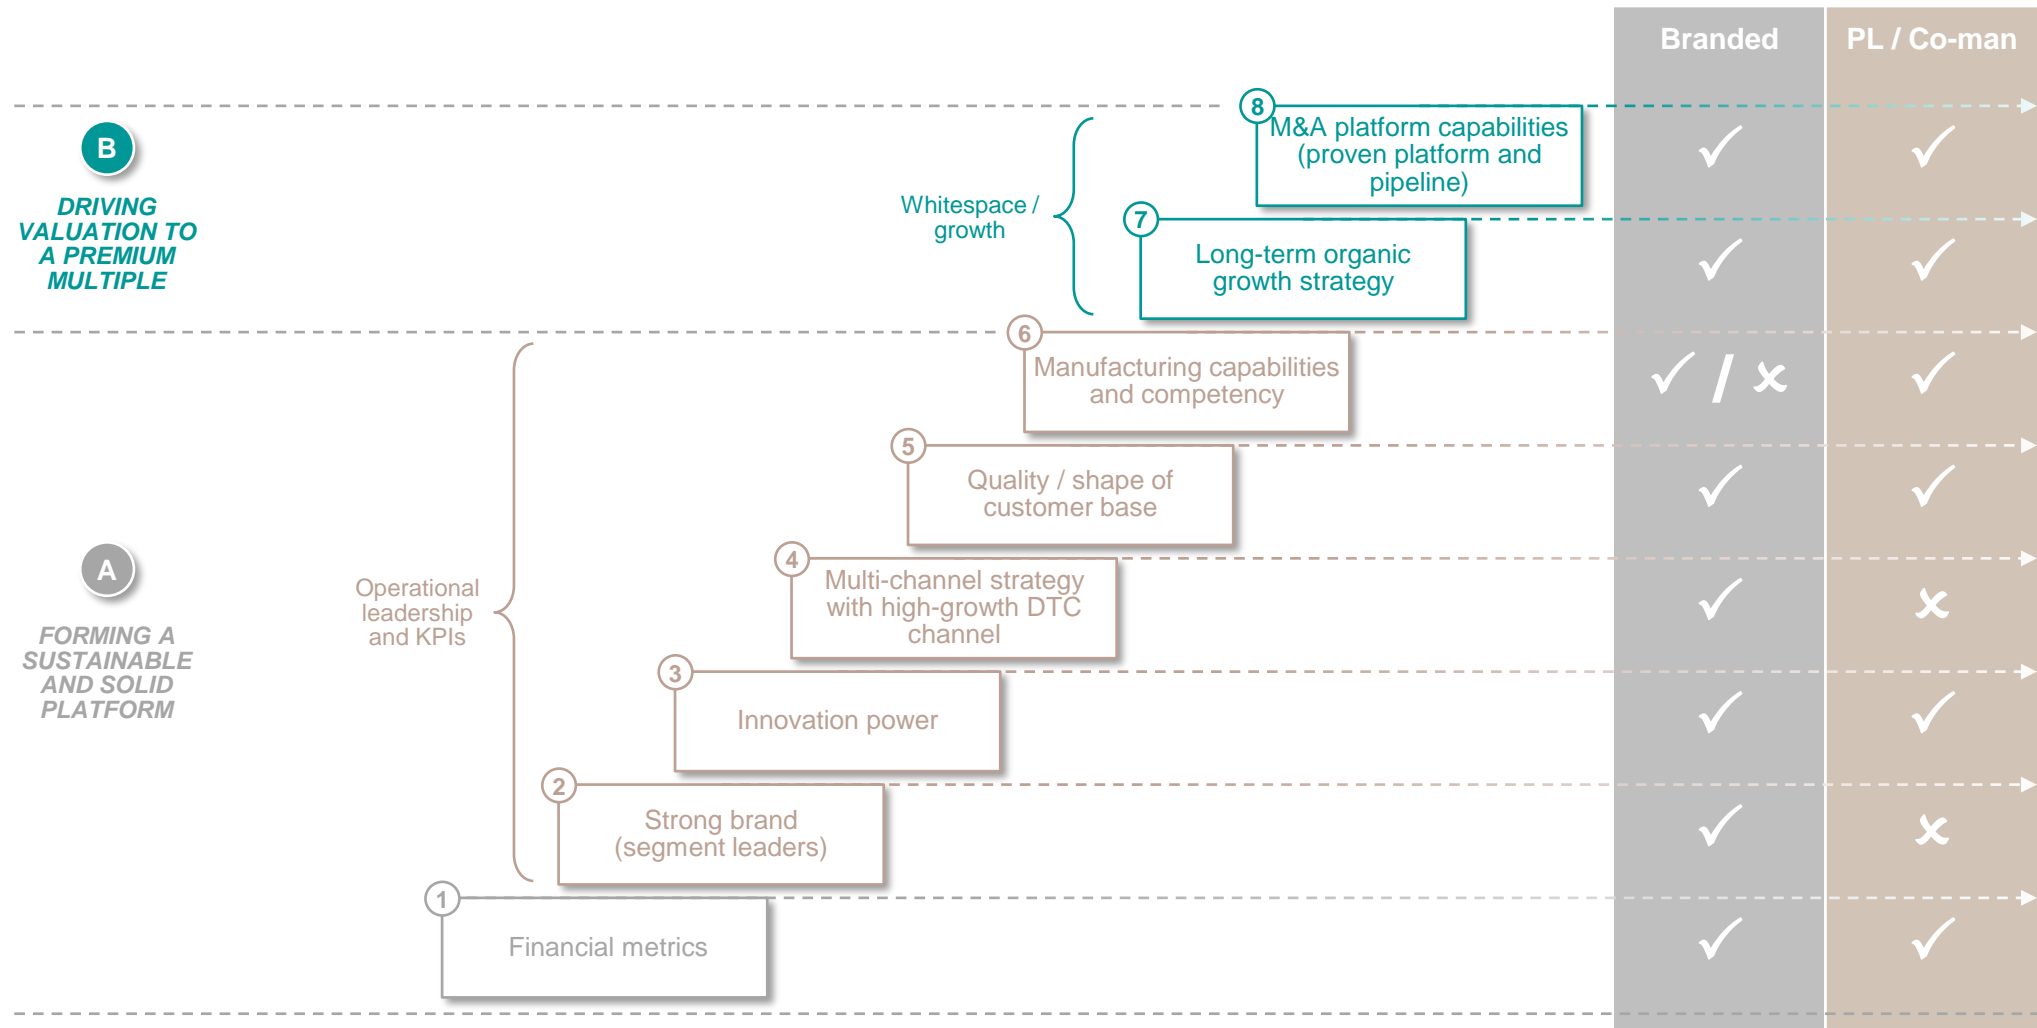 Branded
PL / Co-man
B
DRIVING
VALUATION TO
A PREMIUM
MULTIPLE
Whitespace /
growth
8
M&A platform capabilities
(proven platform and
pipeline)
✓
✓
7
Long-term organic
growth strategy
✓
✓
A
FORMING A
SUSTAINABLE
AND SOLID
PLATFORM
Operational
leadership
and KPIs
6
Manufacturing capabilities
and competency
✓ / ✗
✓
5
Quality / shape of
customer base
✓
✓
4
Multi-channel strategy
with high-growth DTC
channel
✓
✗
3
Innovation power
✓
✓
2
Strong brand
(segment leaders)
✓
✗
1
Financial metrics
✓
✓